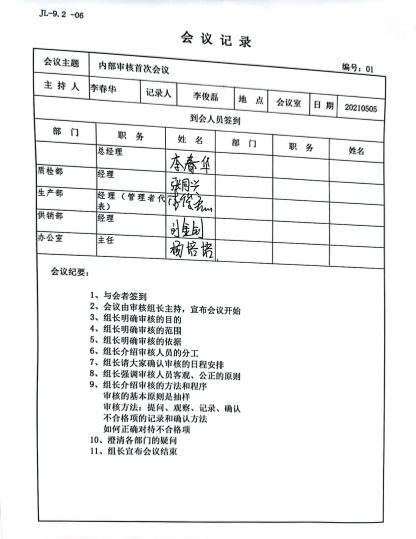 JL-9.2 -06
会 议 记 录
编号：01
会议主题 内部审核首次会议
主 持 人 李春华 记录人 李俊磊 地 点 会议室 日 期 20210505
到会人员签到
部 门 职 务 姓 名 部 门 职 务 姓名
总经理 李春华
质检部 经理 张同兴
生产部 经理（管理者代表） 李俊磊
供销部 经理
办公室 主任 杨培培
会议纪要：
1、与会者签到
2、会议由审核组长主持，宣布会议开始
3、组长明确审核的目的
4、组长明确审核的范围
5、组长明确审核的依据
6、组长介绍审核人员的分工
7、组长请大家确认审核的日程安排
8、组长强调审核人员客观、公正的原则
9、组长介绍审核的方法和程序
审核的基本原则是抽样
审核方法：提问、观察、记录、确认
不合格项的记录和确认方法
如何正确对待不合格项
10、澄清各部门的疑问
11、组长宣布会议结束